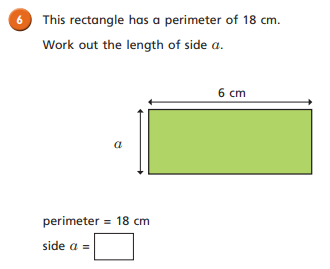 6 This rectangle has a perimeter of 18 cm.
Work out the length of side a.
6 cm
a
perimeter = 18 cm
side a =